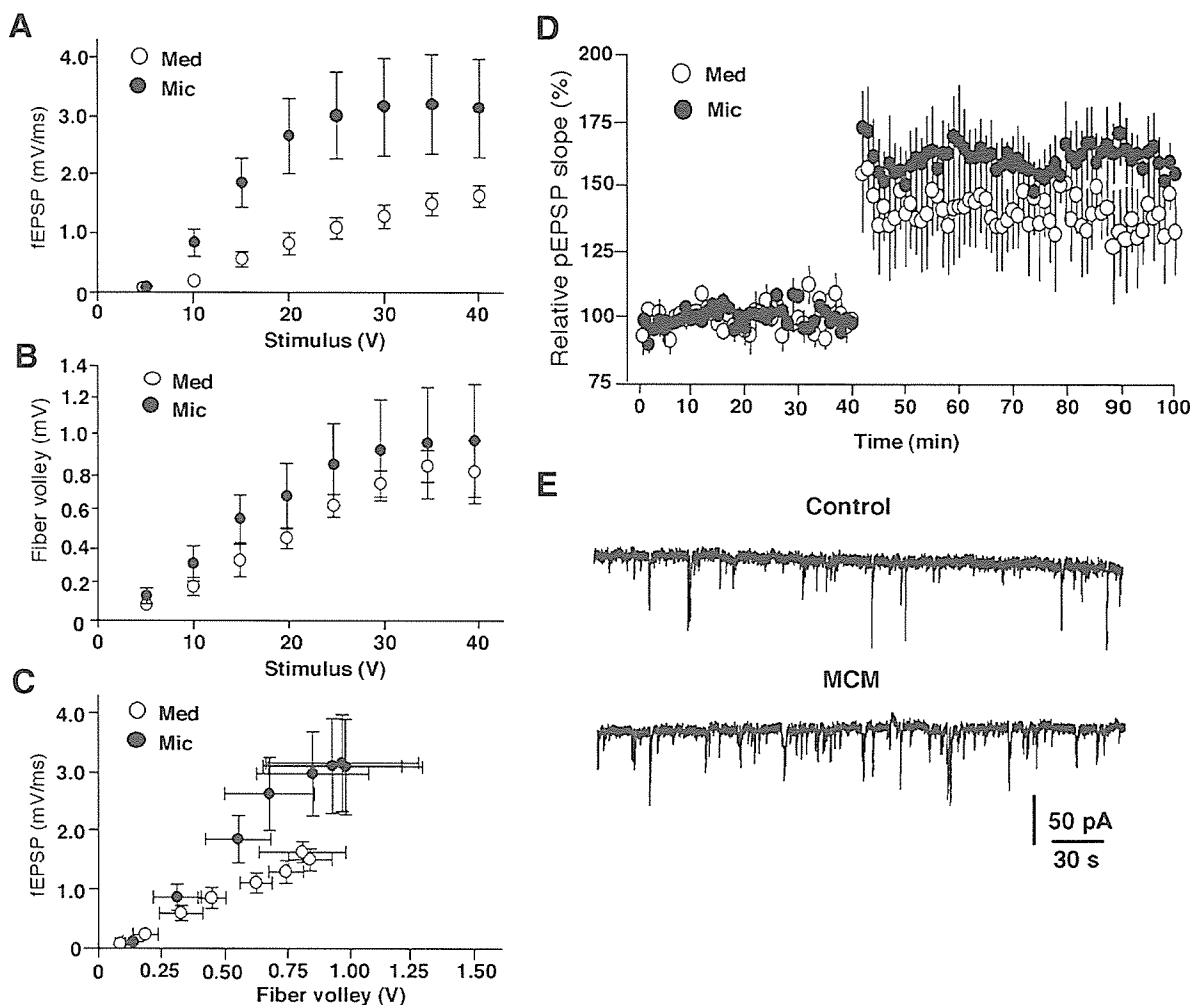 A
Med
Mic
4.0
3.0
2.0
1.0
0
fEPSP (mV/ms)
0 10 20 30 40
Stimulus (V)
B
Med
Mic
1.4
1.2
1.0
0.8
0.6
0.4
0.2
0
Fiber volley (mV)
0 10 20 30 40
Stimulus (V)
C
Med
Mic
4.0
3.0
2.0
1.0
0
fEPSP (mV/ms)
0 0.25 0.50 0.75 1.00 1.25 1.50
Fiber volley (V)
D
Med
Mic
200
175
150
125
100
75
Relative pEPSP slope (%)
0 10 20 30 40 50 60 70 80 90 100
Time (min)
E
Control
MCM
50 pA
30 s